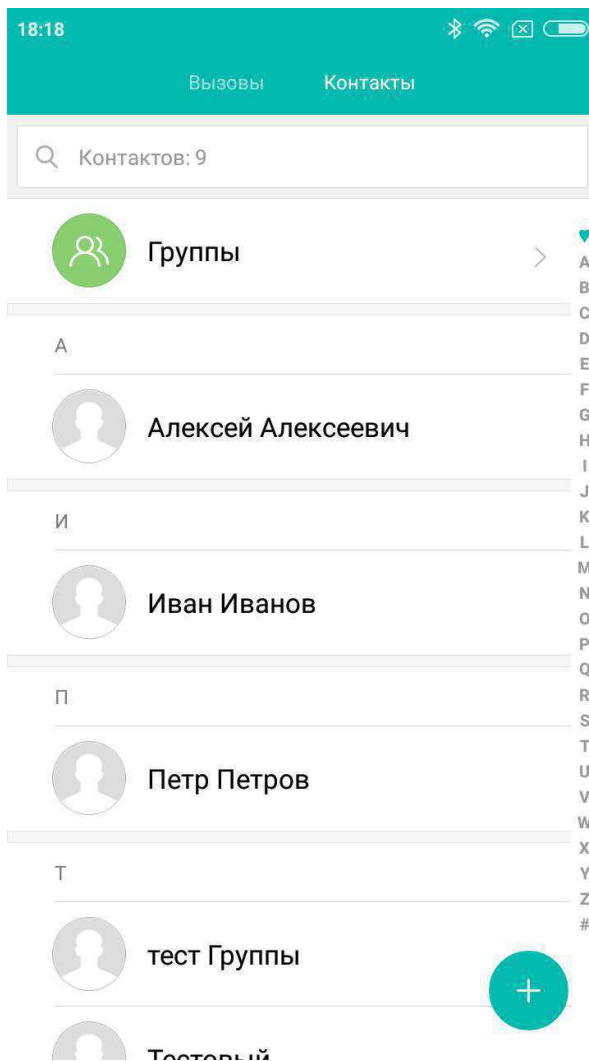 18:18
Вызовы Контакты
Контактов: 9
Группы
А
Алексей Алексеевич
И
Иван Иванов
П
Петр Петров
Т
тест Группы
Тестовый
A
B
C
D
E
F
G
H
I
J
K
L
M
N
O
P
Q
R
S
T
U
V
W
X
Y
Z
#